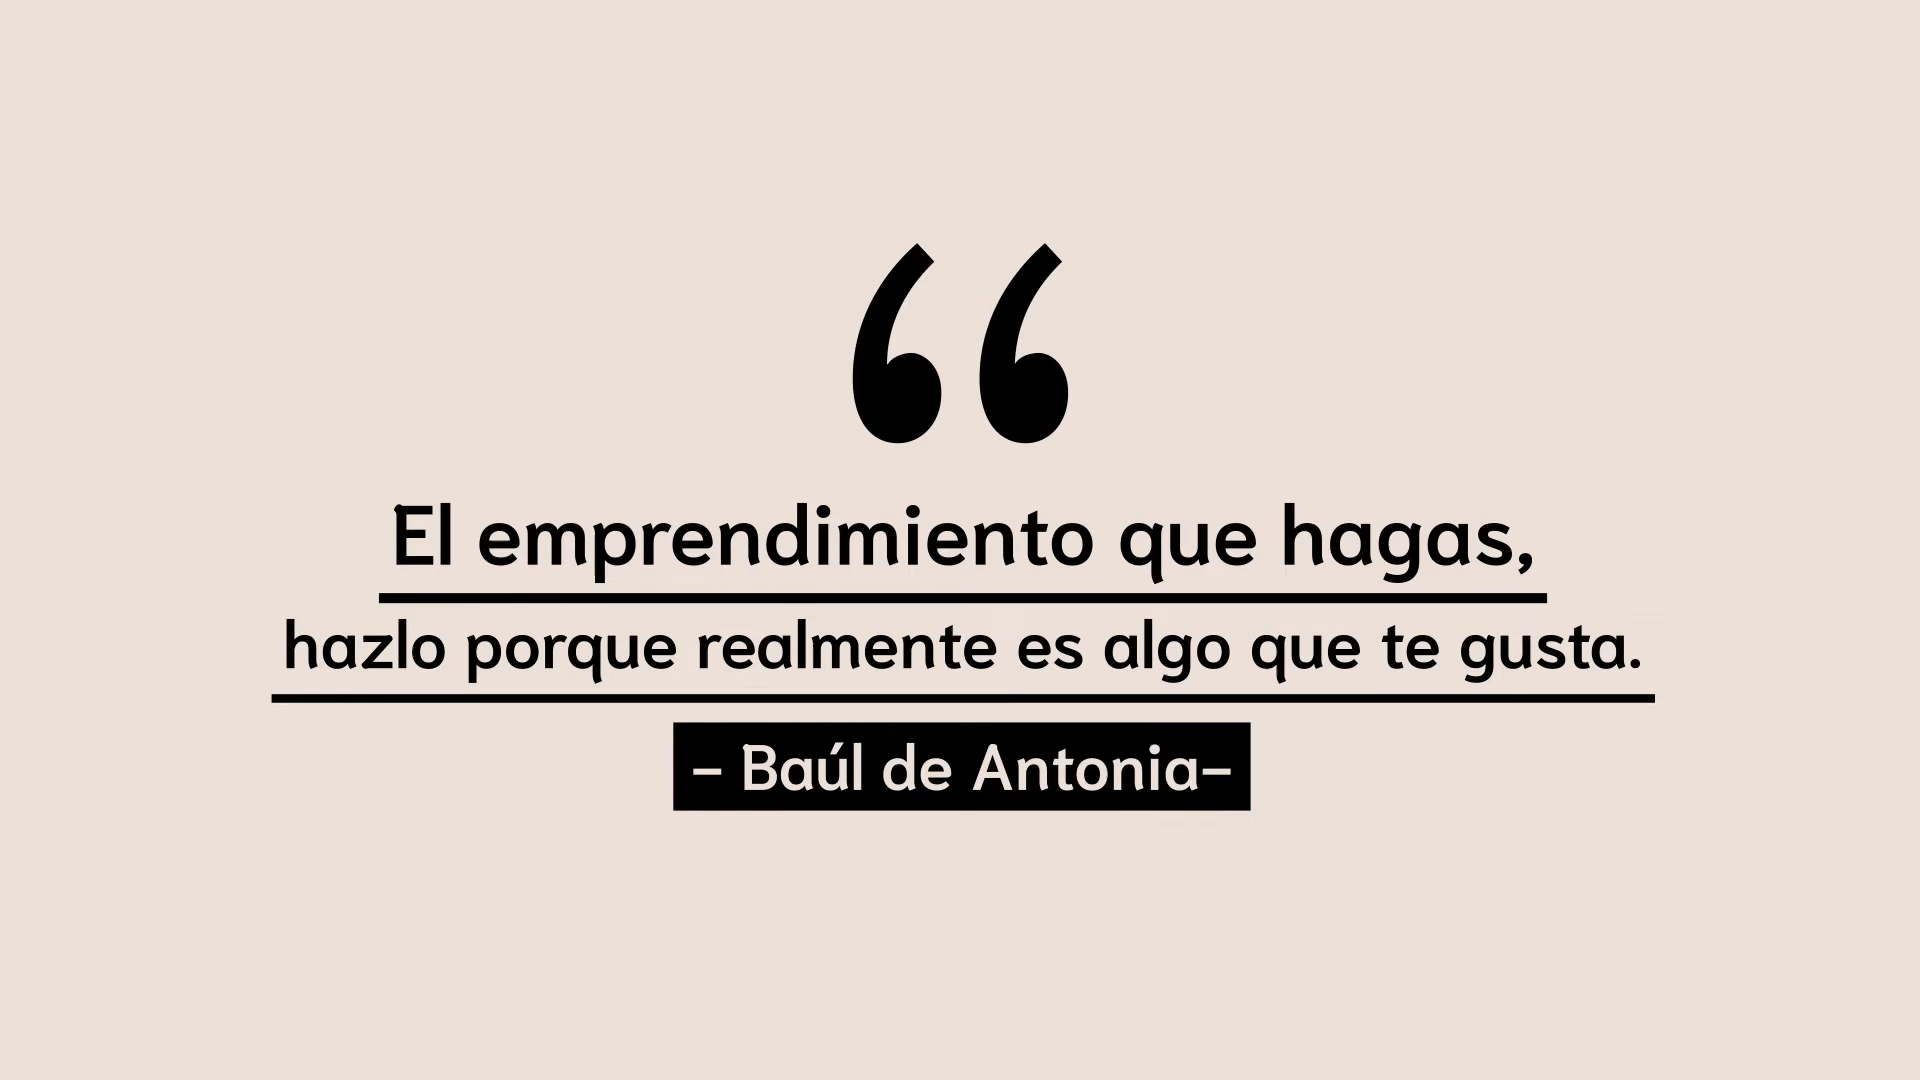 “
El emprendimiento que hagas,
hazlo porque realmente es algo que te gusta.
– Baúl de Antonia–